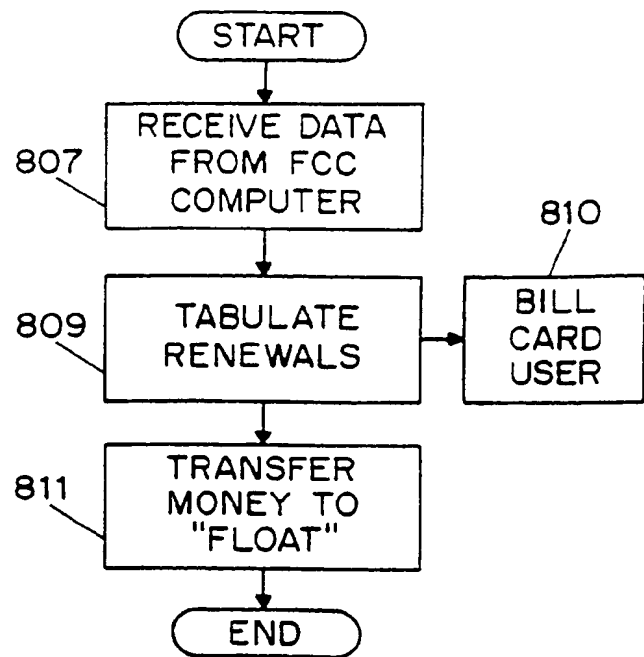 START
RECEIVE DATA
FROM FCC
COMPUTER
807
TABULATE
RENEWALS
809
810
BILL
CARD
USER
TRANSFER
MONEY TO
"FLOAT"
811
END